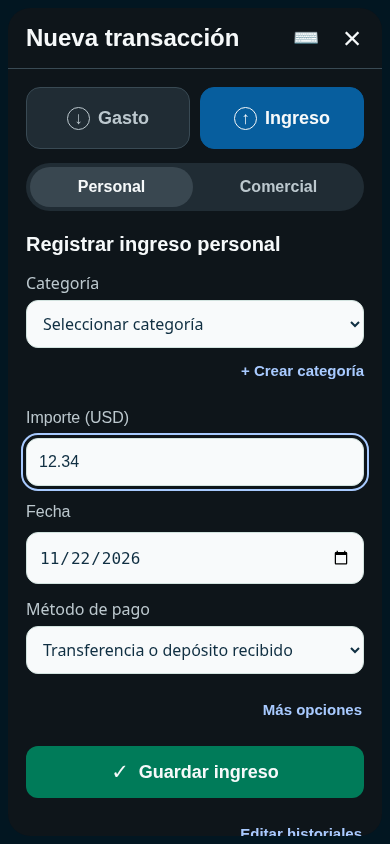 Nueva transacción
Gasto
Ingreso
Personal
Comercial
Registrar ingreso personal
Categoría
Seleccionar categoría
+ Crear categoría
Importe (USD)
12.34
Fecha
11/22/2026
Método de pago
Transferencia o depósito recibido
Más opciones
✓ Guardar ingreso
Editar historiales